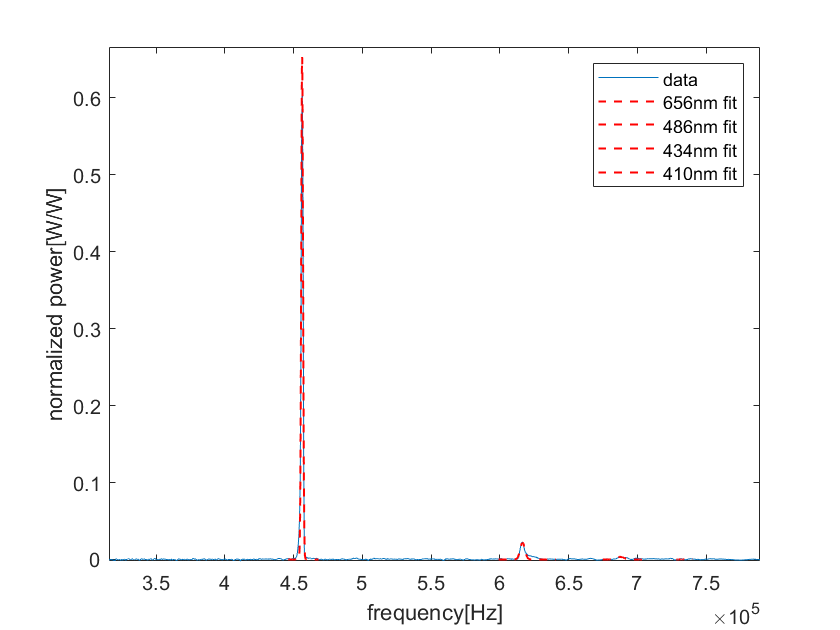 data
656nm fit
486nm fit
434nm fit
410nm fit
normalized power[W/W]
0.6
0.5
0.4
0.3
0.2
0.1
0
3.5 4 4.5 5 5.5 6 6.5 7 7.5
frequency[Hz]
×10⁵